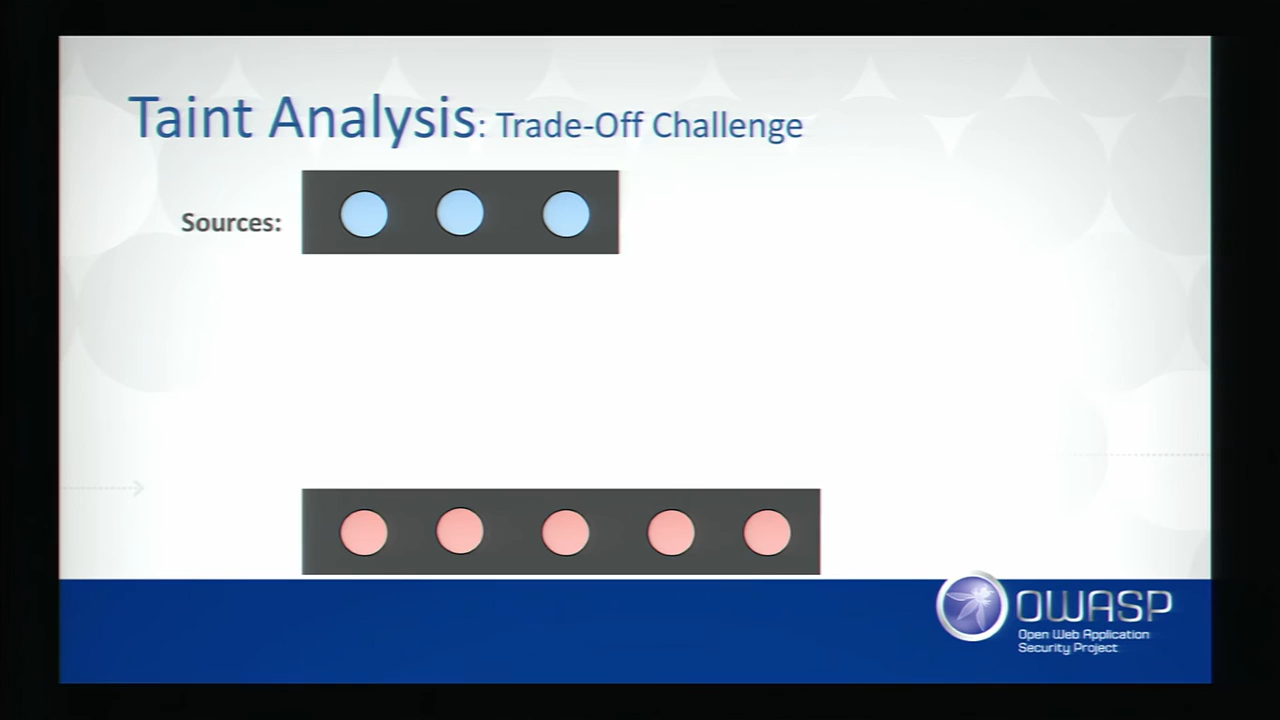 Taint Analysis: Trade-Off Challenge
Sources:
OWASP
Open Web Application
Security Project